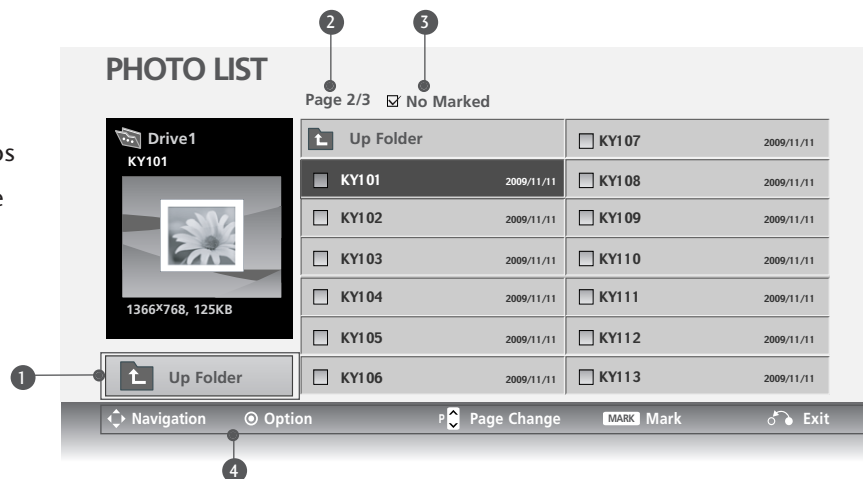 2
3
PHOTO LIST
Page 2/3 No Marked
Drive1
KY101
1366x768, 125KB
1
Up Folder
Up Folder
KY101 2009/11/11
KY102 2009/11/11
KY103 2009/11/11
KY104 2009/11/11
KY105 2009/11/11
KY106 2009/11/11
KY107 2009/11/11
KY108 2009/11/11
KY109 2009/11/11
KY110 2009/11/11
KY111 2009/11/11
KY112 2009/11/11
KY113 2009/11/11
Navigation Option P Page Change MARK Mark Exit
4
os
e